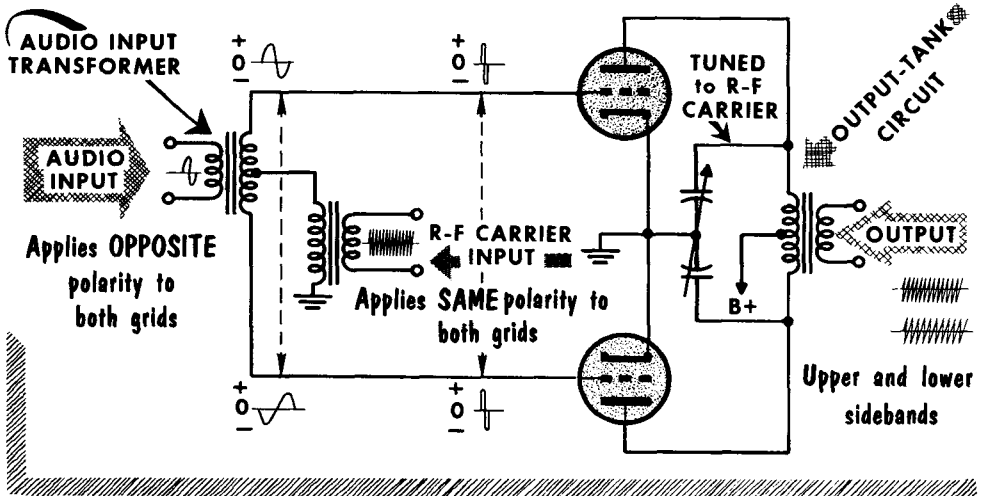 AUDIO INPUT
TRANSFORMER
+
0
−
+
0
−
TUNED
to R-F
CARRIER
OUTPUT-TANK
CIRCUIT
AUDIO
INPUT
Applies OPPOSITE
polarity to
both grids
R-F CARRIER
INPUT
Applies SAME polarity to
both grids
B+
OUTPUT
Upper and lower
sidebands
+
0
−
+
0
−